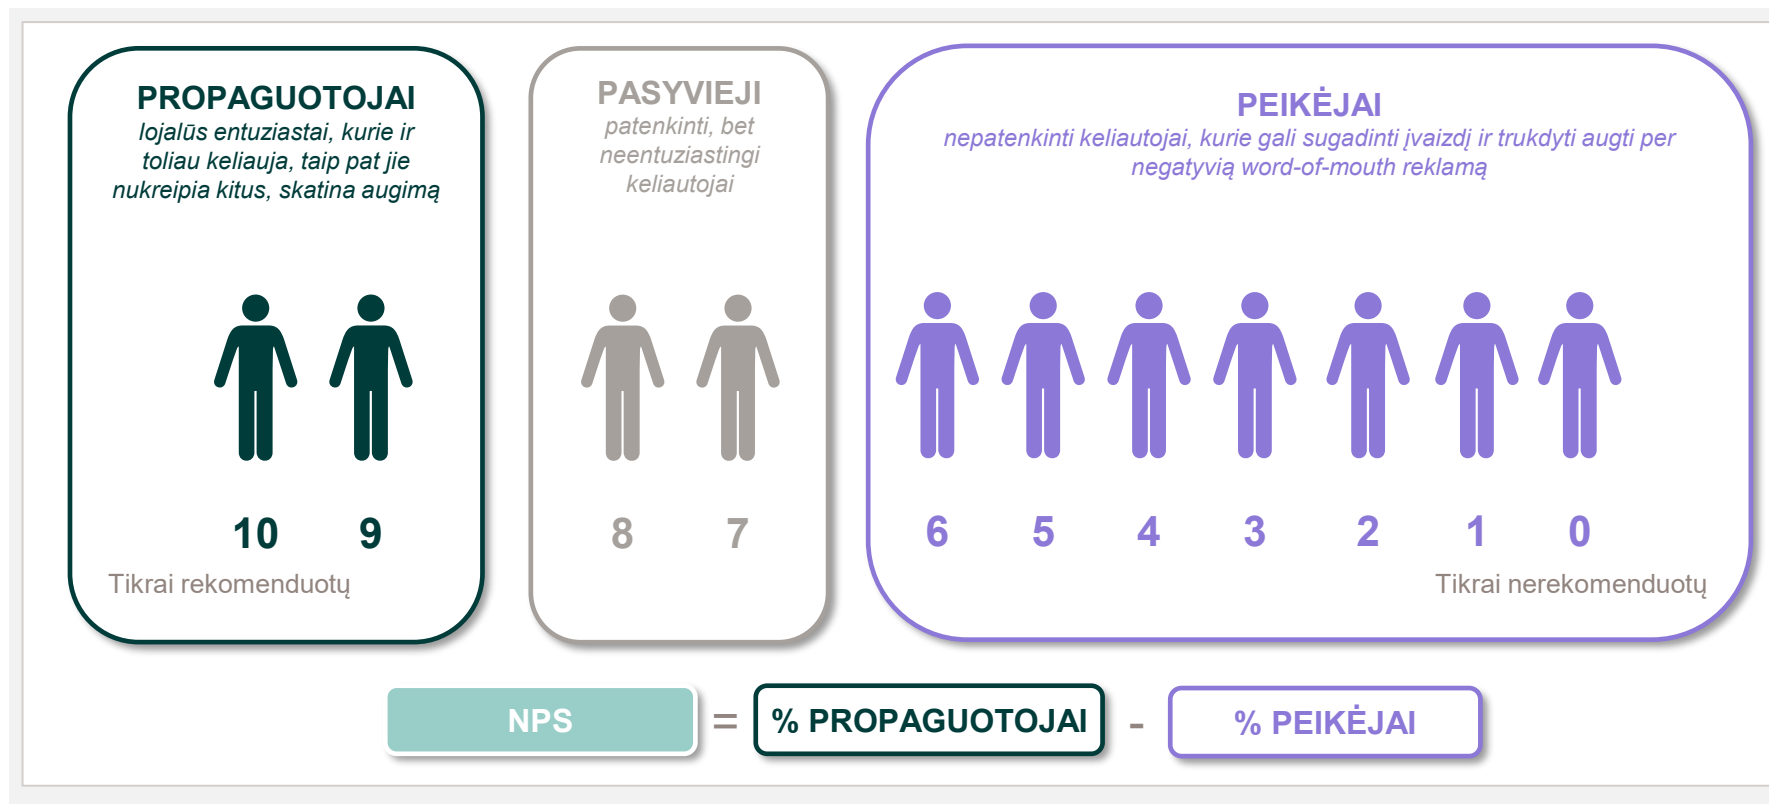 PROPAGUOTOJAI
lojalūs entuziastai, kurie ir
toliau keliauja, taip pat jie
nukreipia kitus, skatina augimą
10 9
Tikrai rekomenduotų
PASYVIEJI
patenkinti, bet
neentuziastingi
keliautojai
8 7
PEIKĖJAI
nepatenkinti keliautojai, kurie gali sugadinti įvaizdį ir trukdyti augti per
negatyvią word-of-mouth reklamą
6 5 4 3 2 1 0
Tikrai nerekomenduotų
NPS = % PROPAGUOTOJAI - % PEIKĖJAI